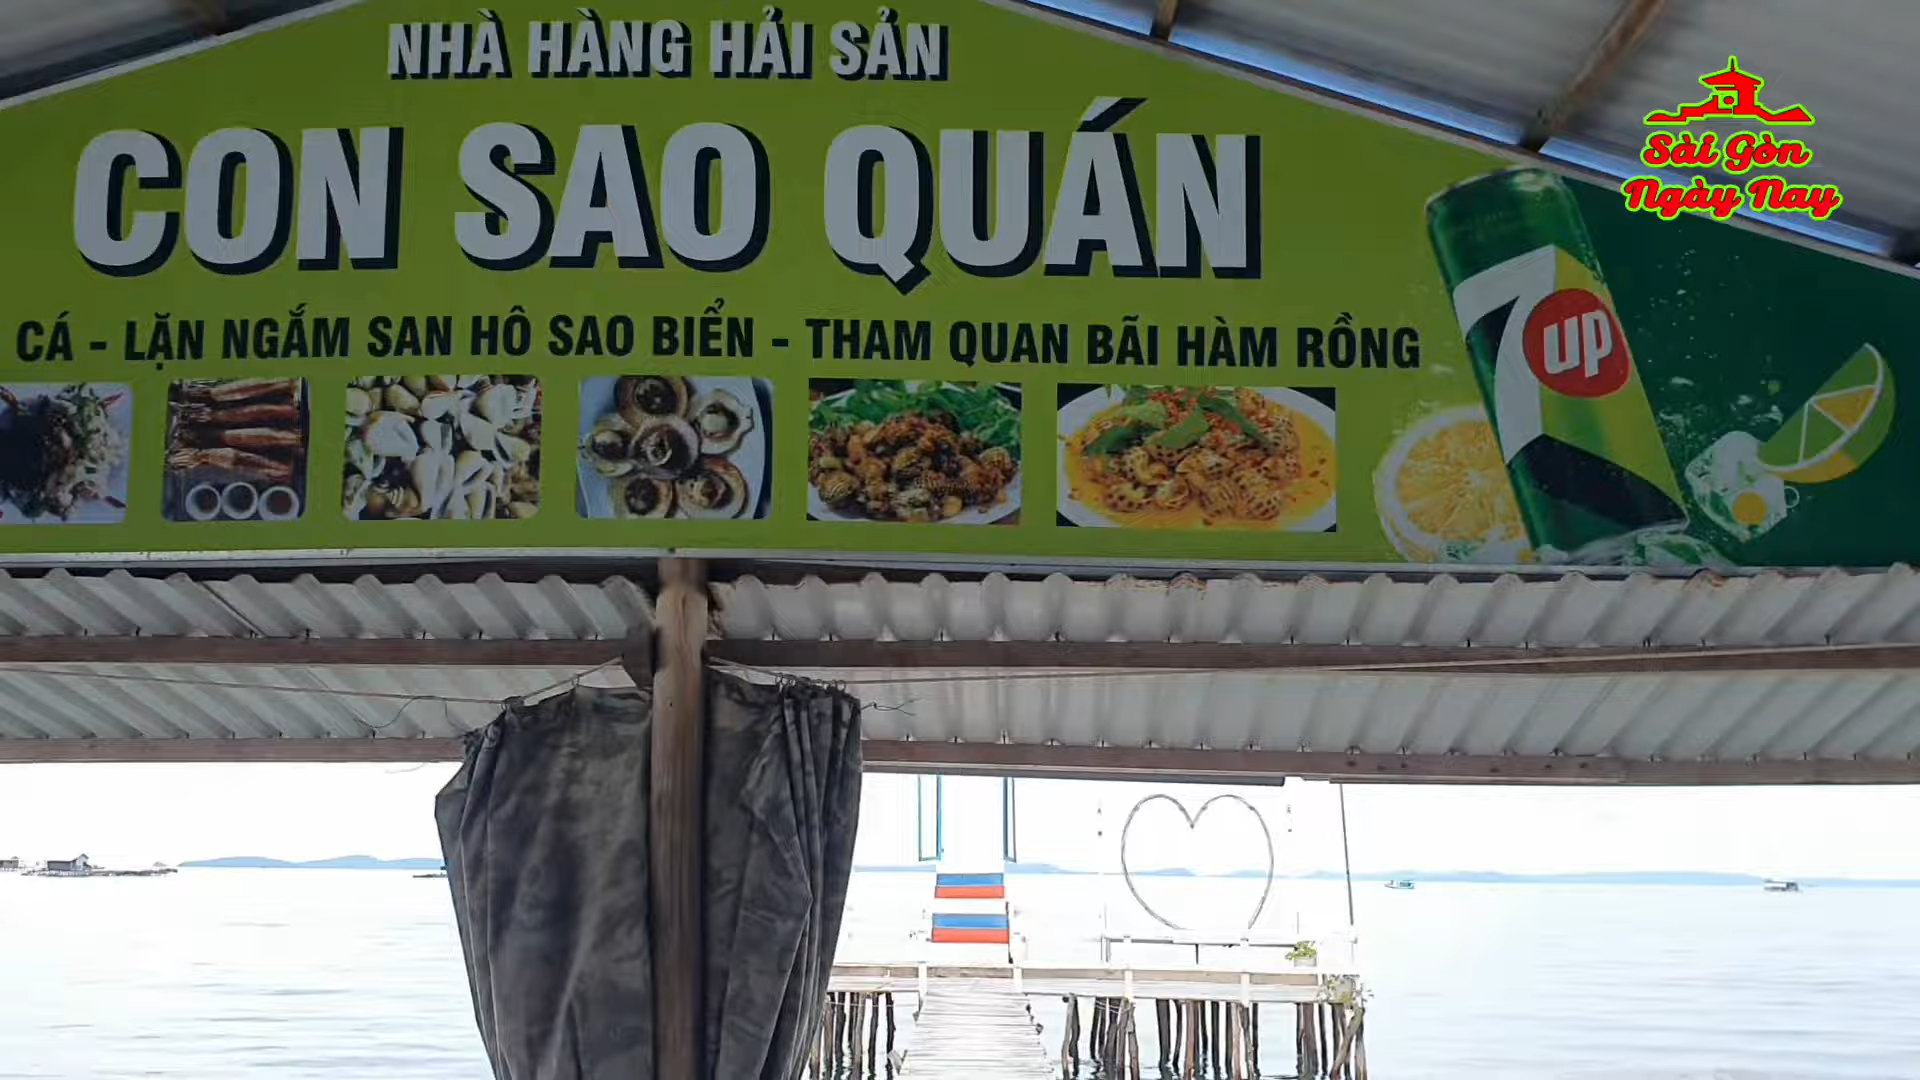 NHÀ HÀNG HẢI SẢN
CON SAO QUÁN
CÁ - LẶN NGẮM SAN HÔ SAO BIỂN - THAM QUAN BÃI HÀM RỒNG
7up
Sài Gòn
Ngày Nay